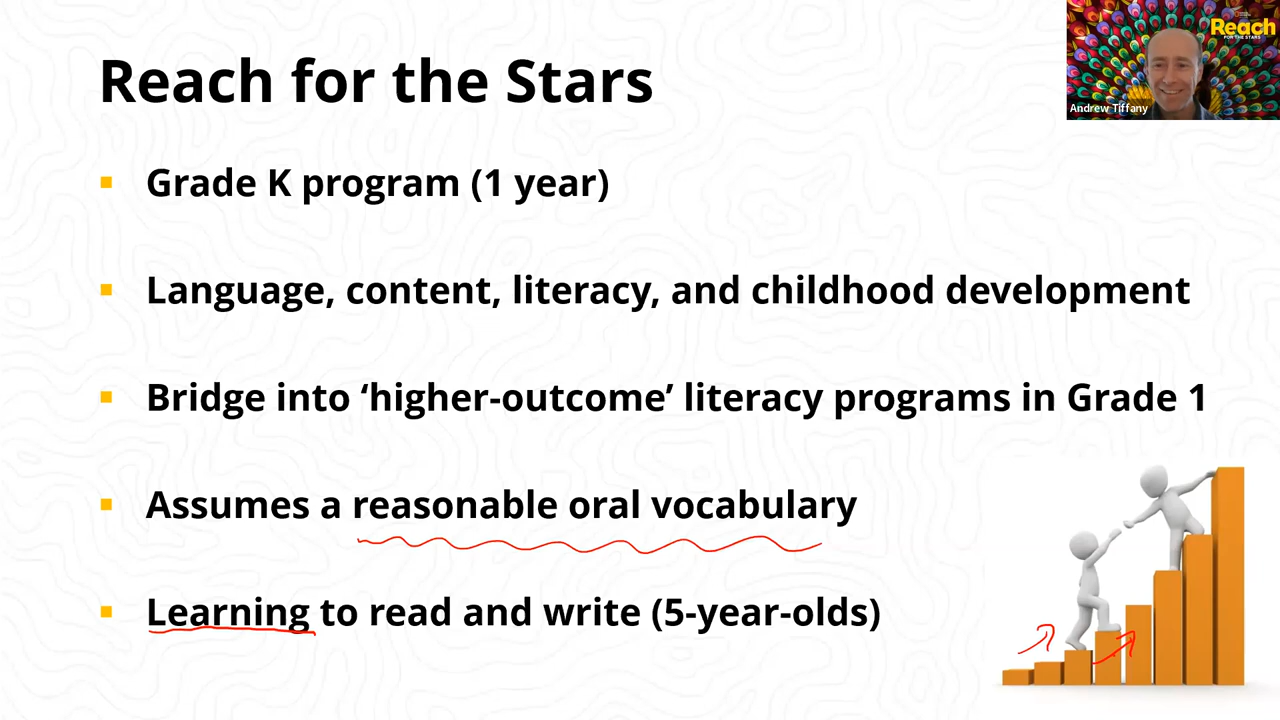 Reach for the Stars
Reach
FOR THE STARS
Andrew Tiffany
Grade K program (1 year)
Language, content, literacy, and childhood development
Bridge into ‘higher-outcome’ literacy programs in Grade 1
Assumes a reasonable oral vocabulary
Learning to read and write (5-year-olds)